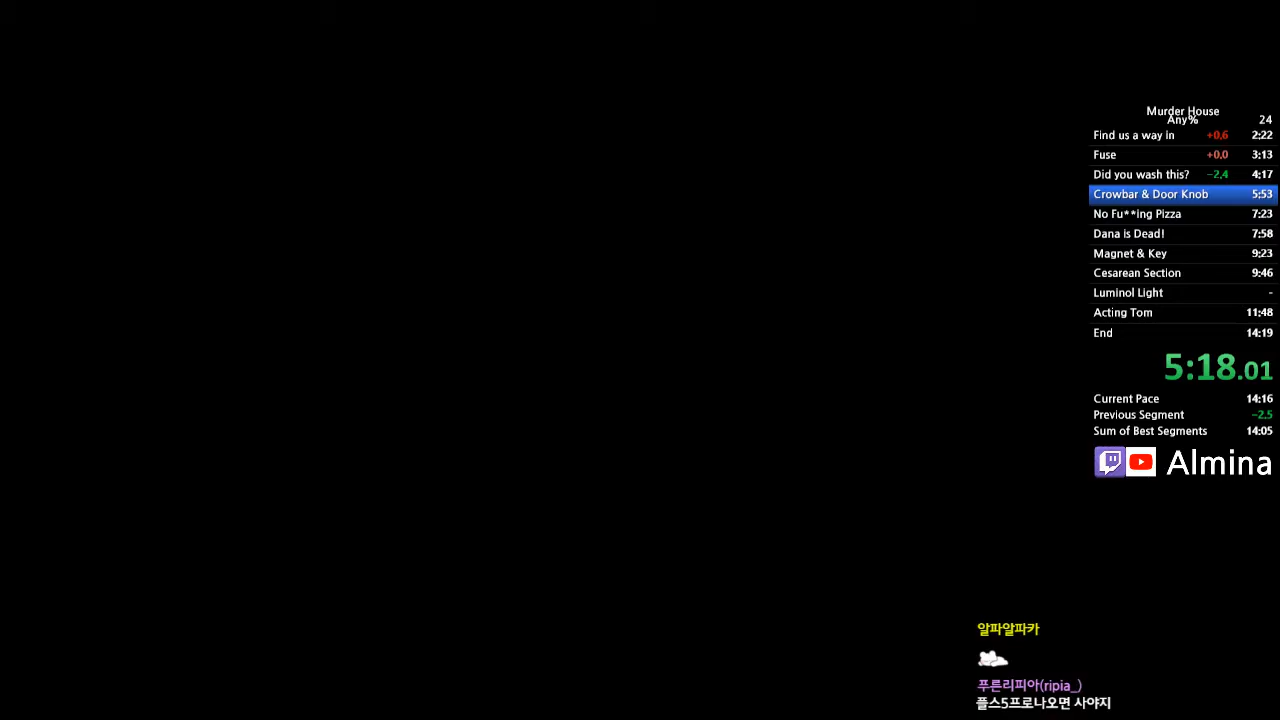 Murder House
Any% 24
Find us a way in +0.6 2:22
Fuse +0.0 3:13
Did you wash this? −2.4 4:17
Crowbar & Door Knob 5:53
No Fu**ing Pizza 7:23
Dana is Dead! 7:58
Magnet & Key 9:23
Cesarean Section 9:46
Luminol Light -
Acting Tom 11:48
End 14:19
5:18.01
Current Pace 14:16
Previous Segment −2.5
Sum of Best Segments 14:05
Almina
알파알파카
푸른리피아(ripia_)
플스5프로나오면 사야지